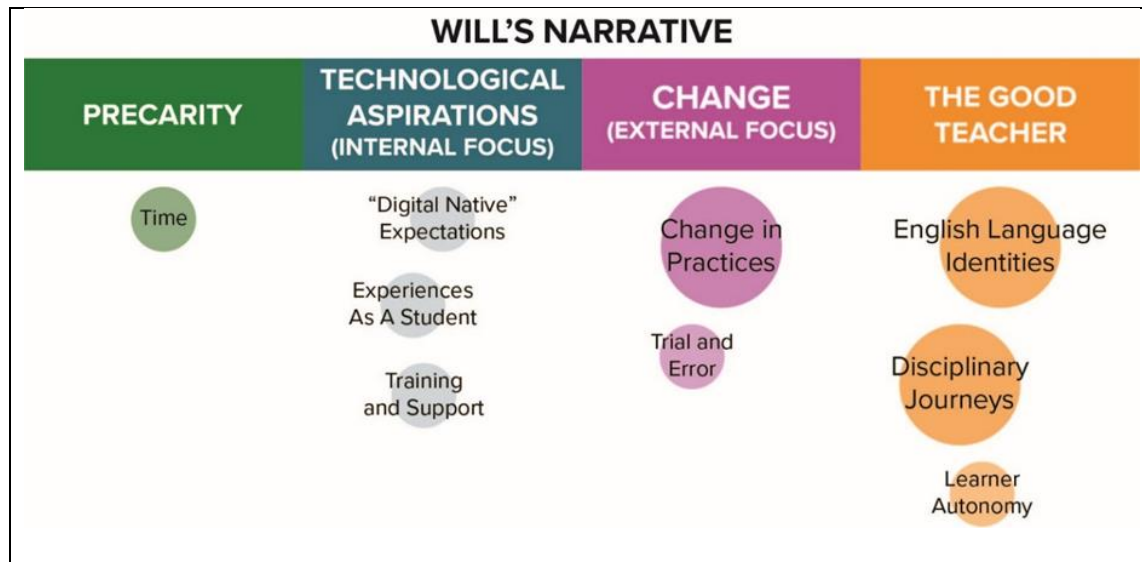 WILL'S NARRATIVE
PRECARITY
TECHNOLOGICAL
ASPIRATIONS
(INTERNAL FOCUS)
CHANGE
(EXTERNAL FOCUS)
THE GOOD
TEACHER
Time
“Digital Native”
Expectations
Experiences
As A Student
Training
and Support
Change in
Practices
Trial and
Error
English Language
Identities
Disciplinary
Journeys
Learner
Autonomy